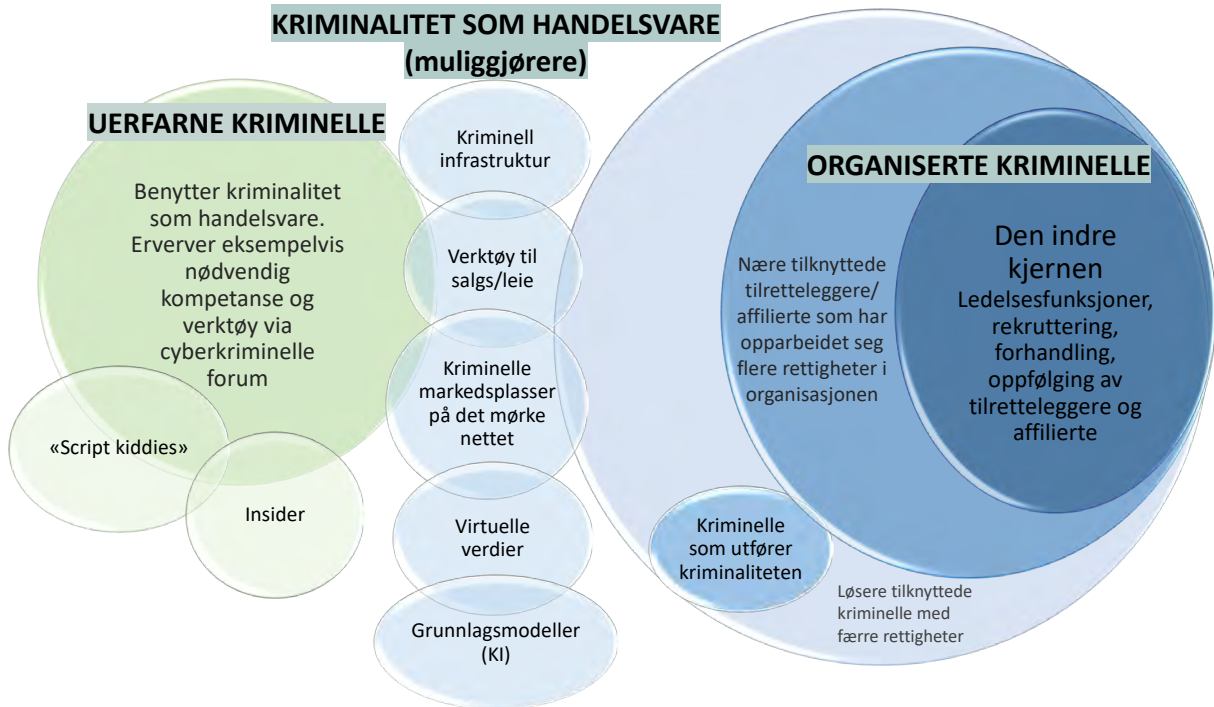 KRIMINALITET SOM HANDELSVARE
(muliggjørere)
UERFARNE KRIMINELLE
Benytter kriminalitet
som handelsvare.
Erverver eksempelvis
nødvendig
kompetanse og
verktøy via
cyberkriminelle
forum
«Script kiddies»
Insider
Kriminell
infrastruktur
Verktøy til
salgs/leie
Kriminelle
markedsplasser
på det mørke
nettet
Virtuelle
verdier
Grunnlagsmodeller
(KI)
ORGANISERTE KRIMINELLE
Nære tilknyttede
tilretteleggere/
affilierte som har
opparbeidet seg
flere rettigheter i
organisasjonen
Den indre
kjernen
Ledelsesfunksjoner,
rekruttering,
forhandling,
oppfølging av
tilretteleggere og
affilierte
Kriminelle
som utfører
kriminaliteten
Løsere tilknyttede
kriminelle med
færre rettigheter